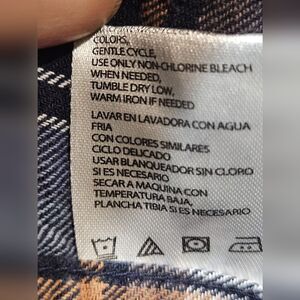 COLORS,
GENTLE CYCLE,
USE ONLY NON-CHLORINE BLEACH
WHEN NEEDED,
TUMBLE DRY LOW,
WARM IRON IF NEEDED
LAVAR EN LAVADORA CON AGUA
FRIA
CON COLORES SIMILARES
CICLO DELICADO
USAR BLANQUEADOR SIN CLORO
SI ES NECESARIO
SECAR A MAQUINA CON
TEMPERATURA BAJA,
PLANCHA TIBIA SI ES NECESARIO